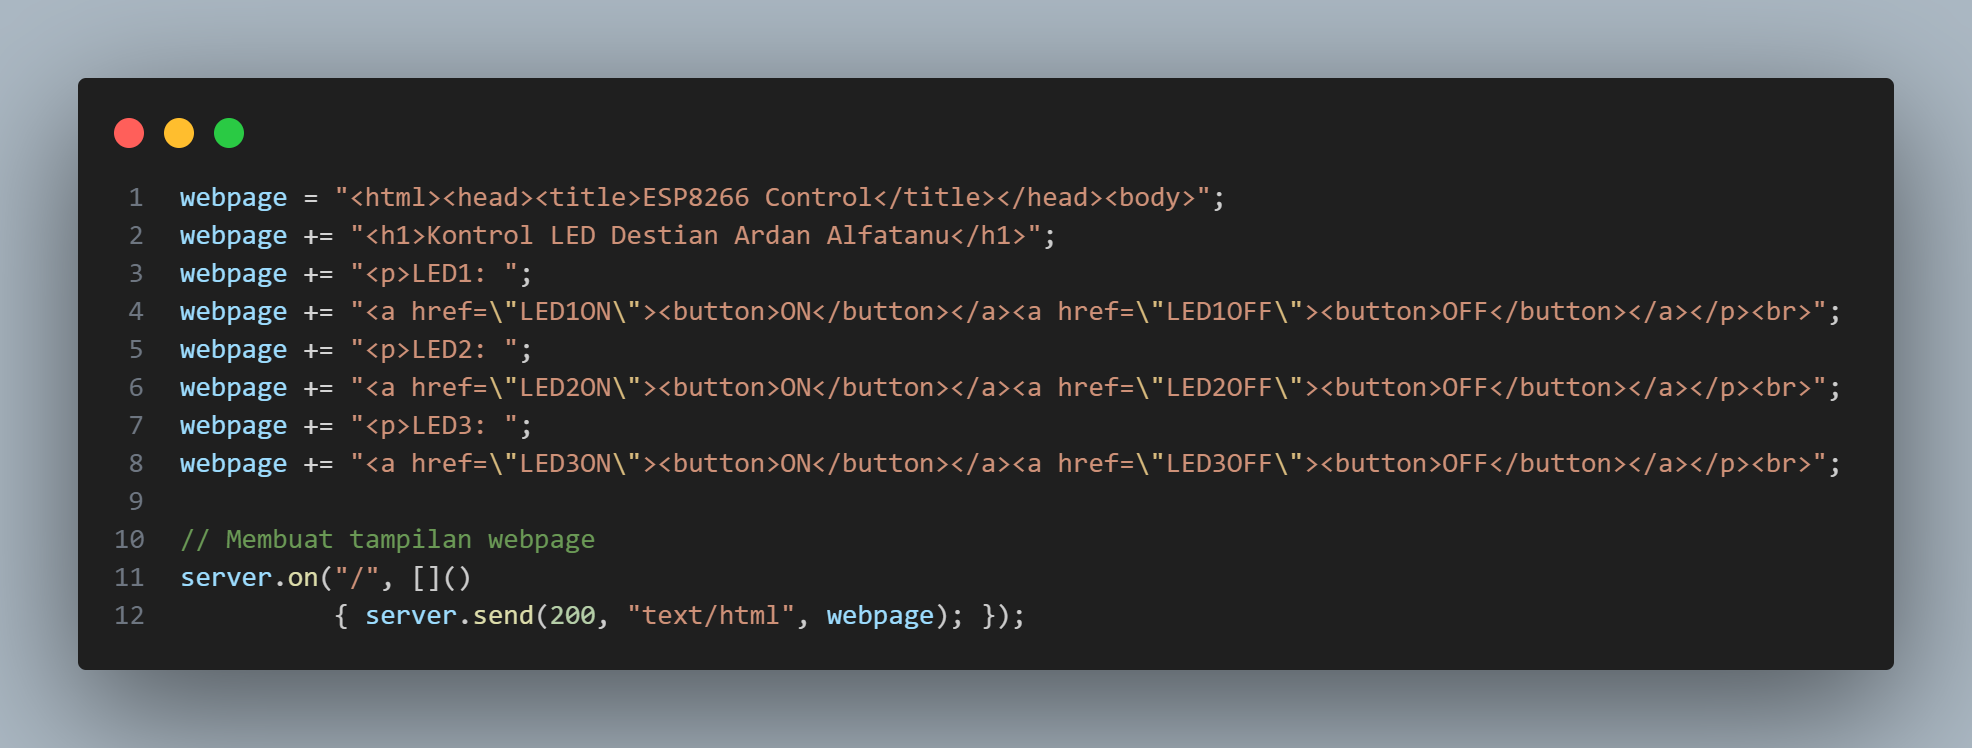 1 webpage = "<html><head><title>ESP8266 Control</title></head><body>";
2 webpage += "<h1>Kontrol LED Destian Ardan Alfatanu</h1>";
3 webpage += "<p>LED1: ";
4 webpage += "<a href=\"LED1ON\"><button>ON</button></a><a href=\"LED1OFF\"><button>OFF</button></a></p><br>";
5 webpage += "<p>LED2: ";
6 webpage += "<a href=\"LED2ON\"><button>ON</button></a><a href=\"LED2OFF\"><button>OFF</button></a></p><br>";
7 webpage += "<p>LED3: ";
8 webpage += "<a href=\"LED3ON\"><button>ON</button></a><a href=\"LED3OFF\"><button>OFF</button></a></p><br>";
9
10 // Membuat tampilan webpage
11 server.on("/", []()
12           { server.send(200, "text/html", webpage); });